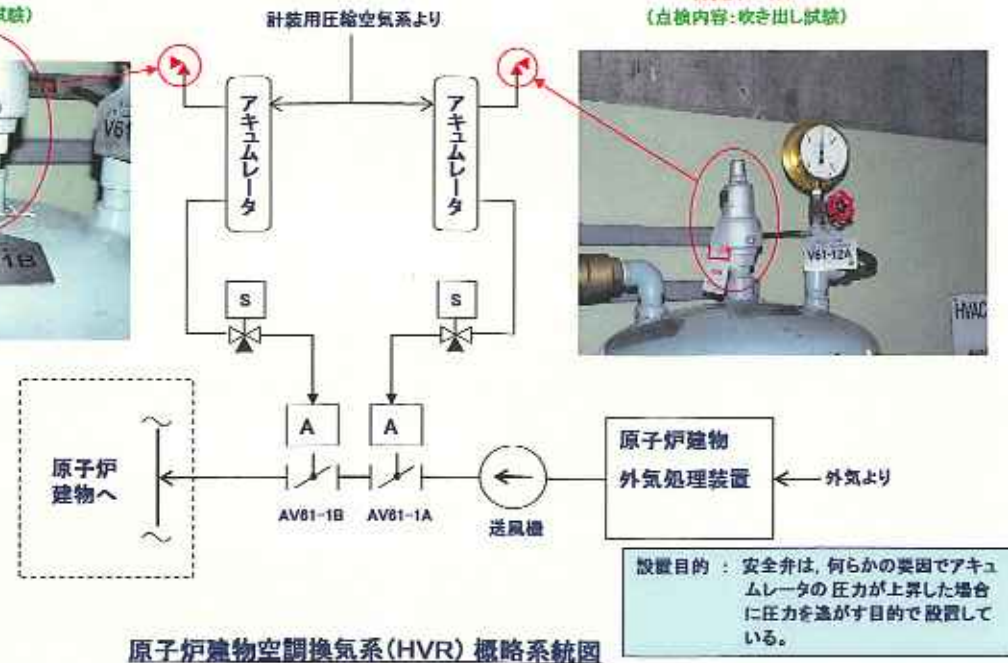 試験)
計装用圧縮空気系より
(点検内容:吹き出し試験)
アキュムレータ
アキュムレータ
V61
1B
V61-12A
HVAC
S
S
A
A
原子炉
建物へ
AV61-1B
AV61-1A
送風機
原子炉建物
外気処理装置
外気より
設置目的 : 安全弁は, 何らかの要因でアキュ
ムレータの圧力が上昇した場合
に圧力を逃がす目的で設置して
いる。
原子炉建物空調換気系(HVR) 概略系統図